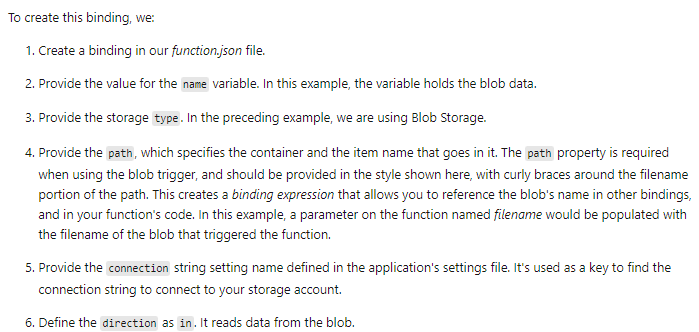 To create this binding, we:
1. Create a binding in our function.json file.
2. Provide the value for the name variable. In this example, the variable holds the blob data.
3. Provide the storage type. In the preceding example, we are using Blob Storage.
4. Provide the path, which specifies the container and the item name that goes in it. The path property is required
when using the blob trigger, and should be provided in the style shown here, with curly braces around the filename
portion of the path. This creates a binding expression that allows you to reference the blob's name in other bindings,
and in your function's code. In this example, a parameter on the function named filename would be populated with
the filename of the blob that triggered the function.
5. Provide the connection string setting name defined in the application's settings file. It's used as a key to find the
connection string to connect to your storage account.
6. Define the direction as in. It reads data from the blob.